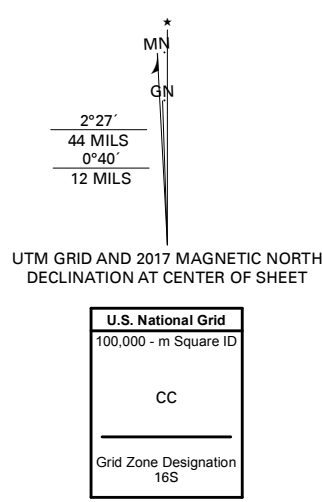 ★
MN
GN
2°27´
44 MILS
0°40´
12 MILS
UTM GRID AND 2017 MAGNETIC NORTH
DECLINATION AT CENTER OF SHEET
U.S. National Grid
100,000 - m Square ID
CC
Grid Zone Designation
16S